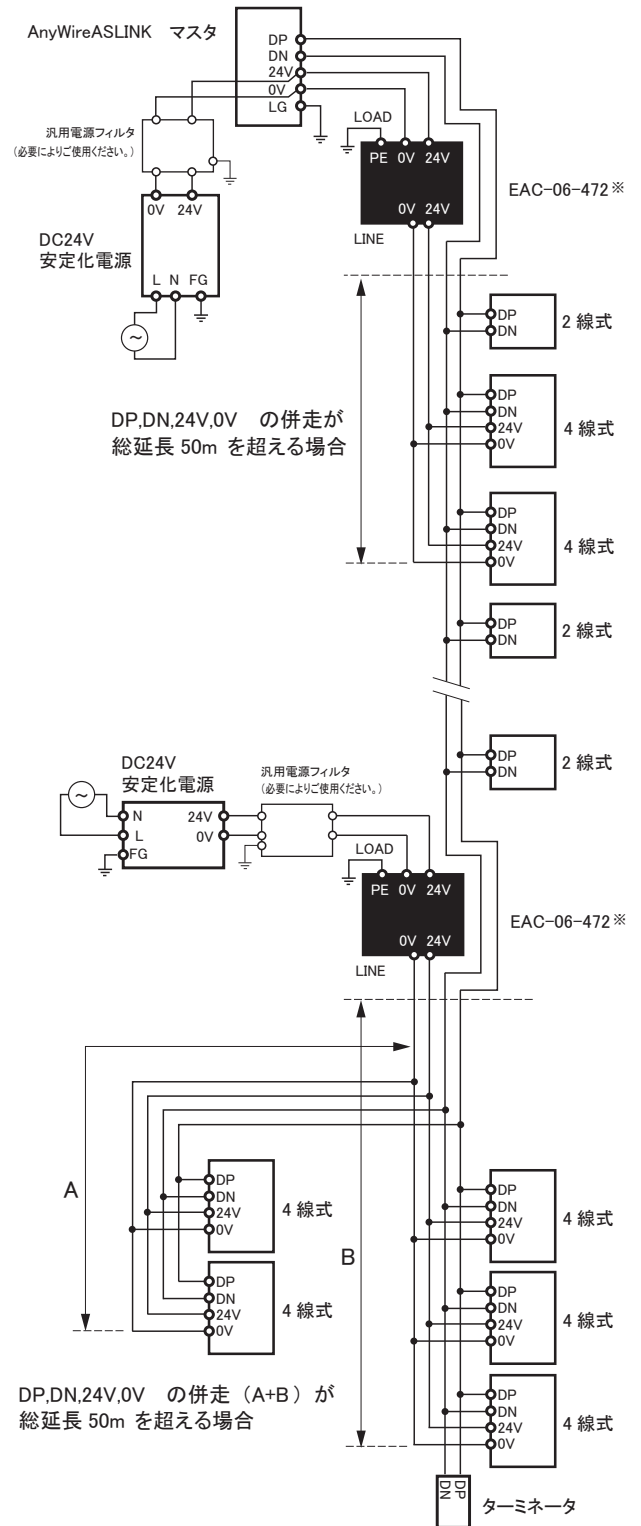 AnyWireASLINK マスタ
DP
DN
24V
0V
LG
汎用電源フィルタ
(必要によりご使用ください。)
0V 24V
DC24V
安定化電源
L N FG
~
LOAD
PE 0V 24V
0V 24V
LINE
EAC-06-472※
DP
DN
2 線式
DP
DN
24V
0V
4 線式
DP,DN,24V,0V の併走が
総延長 50m を超える場合
DP
DN
24V
0V
4 線式
DP
DN
2 線式
DP
DN
2 線式
DC24V
安定化電源
汎用電源フィルタ
(必要によりご使用ください。)
~
N 24V
L 0V
FG
LOAD
PE 0V 24V
0V 24V
LINE
EAC-06-472※
A
B
DP
DN
24V
0V
4 線式
DP
DN
24V
0V
4 線式
DP
DN
24V
0V
4 線式
DP
DN
24V
0V
4 線式
DP
DN
24V
0V
4 線式
DP,DN,24V,0V の併走 (A+B) が
総延長 50m を超える場合
DN DP
ターミネータ